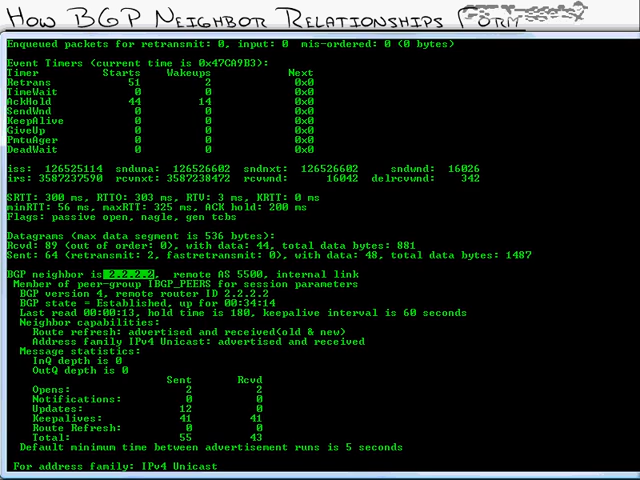 How BGP Neighbor Relationships Form
Enqueued packets for retransmit: 0, input: 0  mis-ordered: 0 (0 bytes)
Event Timers (current time is 0x47CA9B3):
Timer          Starts    Wakeups            Next
Retrans            51          2             0x0
TimeWait            0          0             0x0
AckHold            44         14             0x0
SendWnd             0          0             0x0
KeepAlive           0          0             0x0
GiveUp              0          0             0x0
PmtuAger            0          0             0x0
DeadWait            0          0             0x0
iss:  126525114  snduna:  126526602  sndnxt:  126526602     sndwnd:  16026
irs: 3587237590  rcvnxt: 3587238472  rcvwnd:      16042  delrcvwnd:    342
SRTT: 300 ms, RTTO: 303 ms, RTV: 3 ms, KRTT: 0 ms
minRTT: 56 ms, maxRTT: 325 ms, ACK hold: 200 ms
Flags: passive open, nagle, gen tcbs
Datagrams (max data segment is 536 bytes):
Rcvd: 89 (out of order: 0), with data: 44, total data bytes: 881
Sent: 64 (retransmit: 2, fastretransmit: 0), with data: 48, total data bytes: 1487
BGP neighbor is 2.2.2.2,  remote AS 5500, internal link
Member of peer-group IBGP_PEERS for session parameters
BGP version 4, remote router ID 2.2.2.2
BGP state = Established, up for 00:34:14
Last read 00:00:13, hold time is 180, keepalive interval is 60 seconds
Neighbor capabilities:
Route refresh: advertised and received(old & new)
Address family IPv4 Unicast: advertised and received
Message statistics:
InQ depth is 0
OutQ depth is 0
Sent       Rcvd
Opens:                  2          2
Notifications:          0          0
Updates:               12          0
Keepalives:            41         41
Route Refresh:          0          0
Total:                 55         43
Default minimum time between advertisement runs is 5 seconds
For address family: IPv4 Unicast